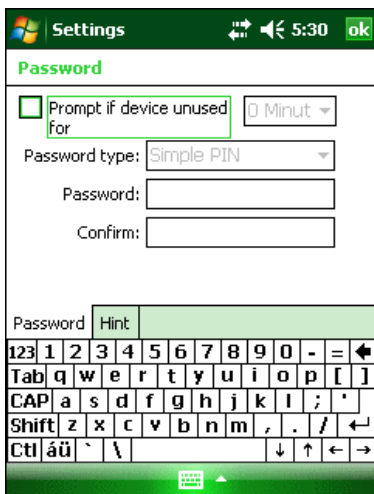 Settings 5:30 ok
Password
Prompt if device unused for 0 Minut
Password type: Simple PIN
Password:
Confirm:
Password Hint
123 1 2 3 4 5 6 7 8 9 0 - =
Tab q w e r t y u i o p [ ]
CAP a s d f g h j k l ; '
Shift z x c v b n m , . /
Ctl áü ` \